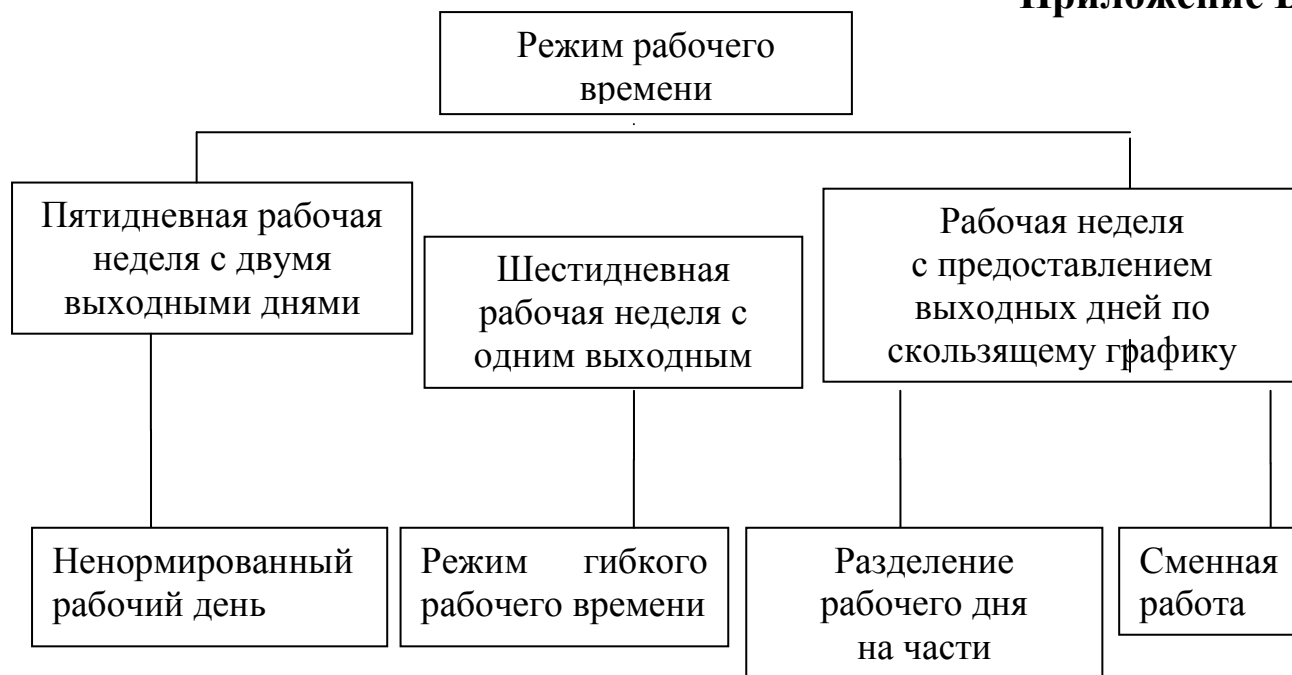 Приложение
Режим рабочего
времени
Пятидневная рабочая
неделя с двумя
выходными днями
Шестидневная
рабочая неделя с
одним выходным
Рабочая неделя
с предоставлением
выходных дней по
скользящему графику
Ненормированный
рабочий день
Режим гибкого
рабочего времени
Разделение
рабочего дня
на части
Сменная
работа